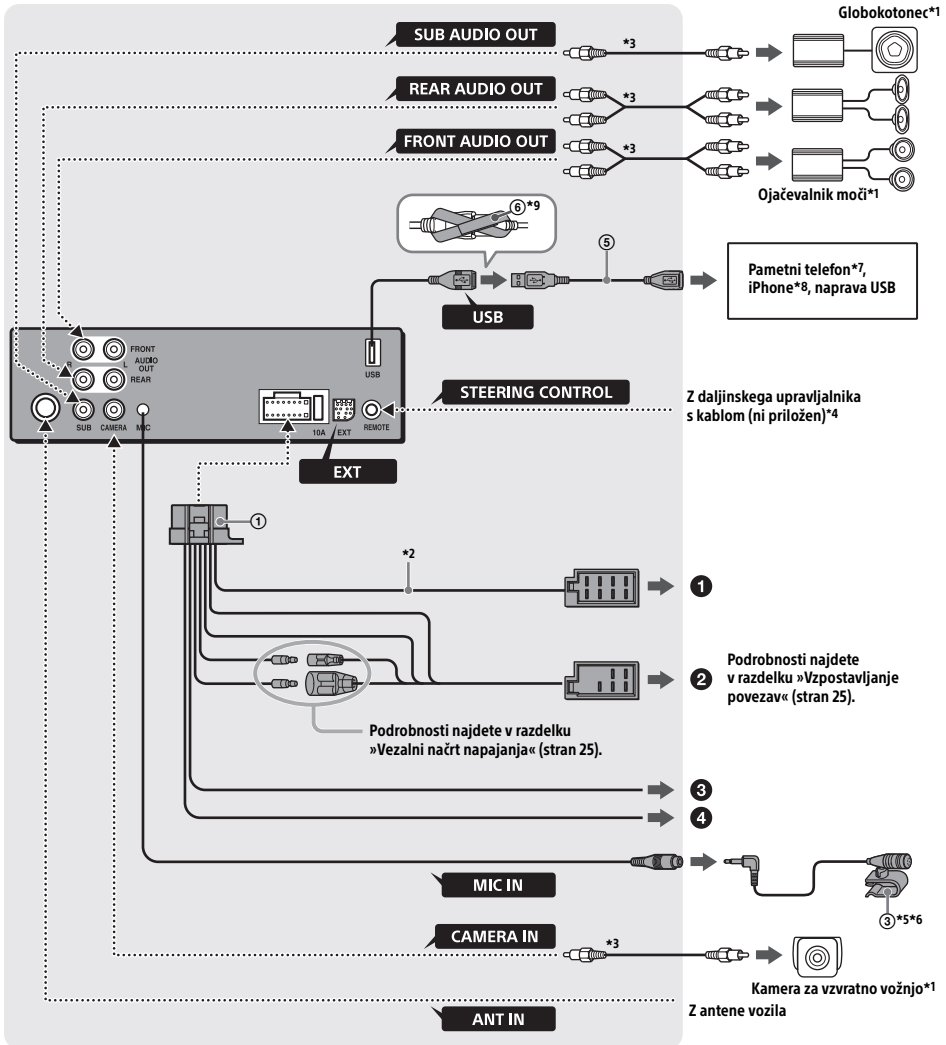 Globokotonec*1
SUB AUDIO OUT
*3
REAR AUDIO OUT
*3
FRONT AUDIO OUT
*3
Ojačevalnik moči*1
⑥*9
⑤
Pametni telefon*7,
iPhone*8, naprava USB
USB
FRONT
R L AUDIO
OUT
REAR
USB
STEERING CONTROL
Z daljinskega upravljalnika
s kablom (ni priložen)*4
SUB CAMERA MIC
10A EXT REMOTE
EXT
①
*2
❶
❷
Podrobnosti najdete
v razdelku »Vzpostavljanje
povezav« (stran 25).
Podrobnosti najdete v razdelku
»Vezalni načrt napajanja« (stran 25).
❸
❹
MIC IN
③*5*6
CAMERA IN
*3
Kamera za vzvratno vožnjo*1
Z antene vozila
ANT IN